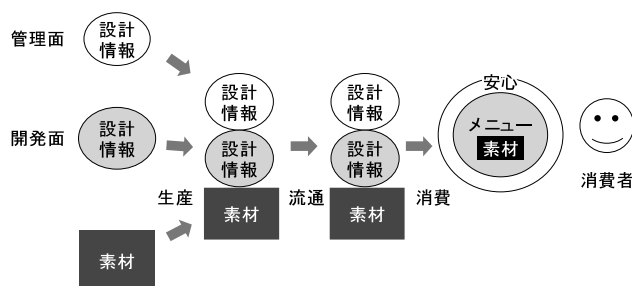 管理面
設計
情報
開発面
設計
情報
素材
設計
情報
設計
情報
生産
素材
設計
情報
設計
情報
流通
素材
消費
安心
メニュー
素材
消費者